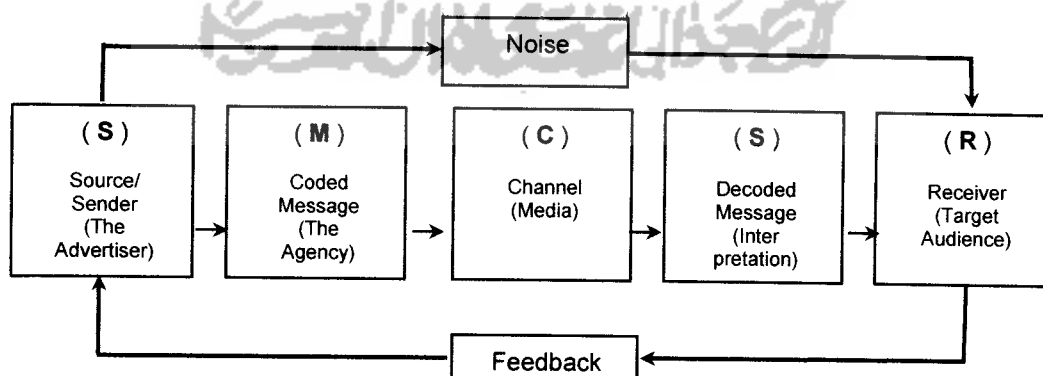 Noise
( S )
Source/
Sender
(The
Advertiser)
( M )
Coded
Message
(The
Agency)
( C )
Channel
(Media)
( S )
Decoded
Message
(Inter
pretation)
( R )
Receiver
(Target
Audience)
Feedback